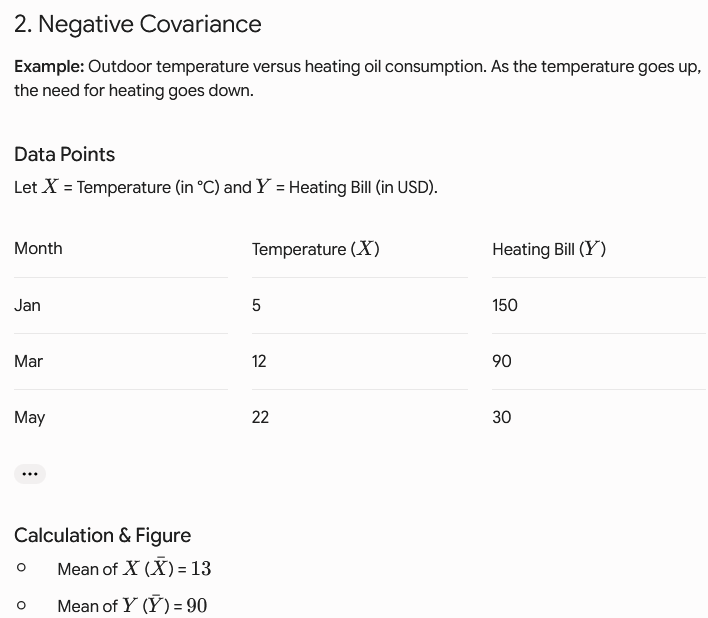 2. Negative Covariance
Example: Outdoor temperature versus heating oil consumption. As the temperature goes up,
the need for heating goes down.
Data Points
Let X = Temperature (in °C) and Y = Heating Bill (in USD).
Month Temperature (X) Heating Bill (Y)
Jan 5 150
Mar 12 90
May 22 30
...
Calculation & Figure
Mean of X (X̄) = 13
Mean of Y (Ȳ) = 90